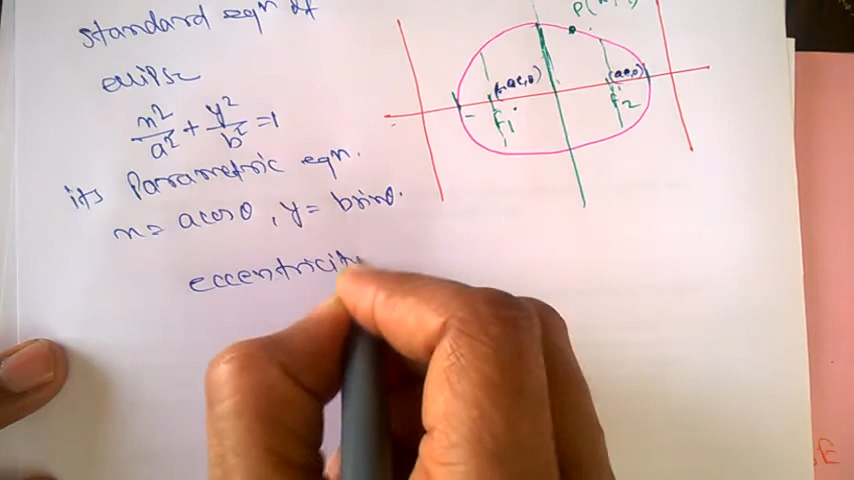 standard eqn of
ellipse
x²/a² + y²/b² = 1
its Parametric eqn.
x = a cos θ, y = b sin θ.
eccentricity
P(
(-ae,0)
(ae,0)
F1
F2
E